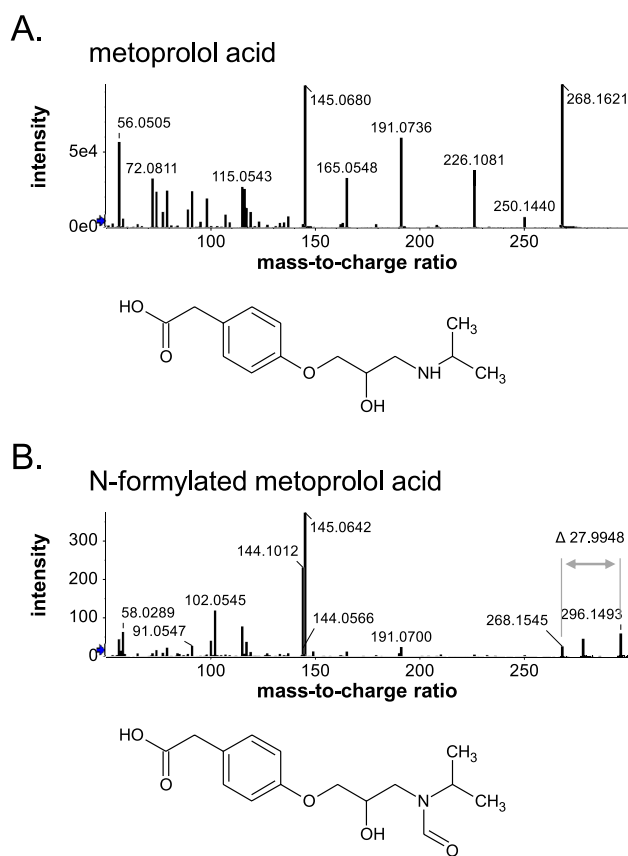 A.
metoprolol acid
intensity
5e4
0e0
56.0505
72.0811
115.0543
145.0680
165.0548
191.0736
226.1081
250.1440
268.1621
100
150
200
250
mass-to-charge ratio
HO
O
O
OH
NH
CH3
CH3
B.
N-formylated metoprolol acid
intensity
300
200
100
0
58.0289
91.0547
102.0545
144.1012
145.0642
144.0566
191.0700
268.1545
296.1493
Δ 27.9948
100
150
200
250
mass-to-charge ratio
HO
O
O
OH
N
CH3
CH3
O